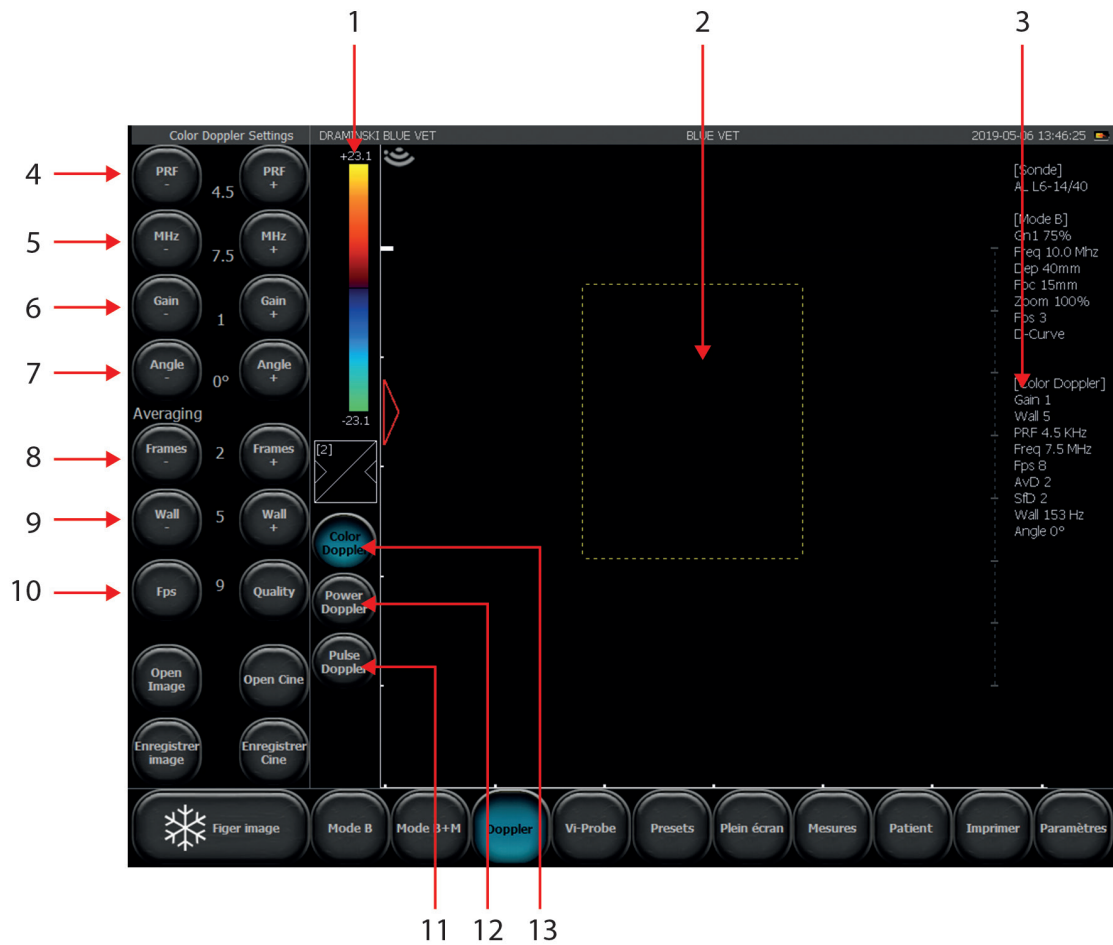 1
2
3
Color Doppler Settings
DRAMINSKI BLUE VET
BLUE VET
2019-05-06 13:46:25
4
PRF
-
4.5
PRF
+
5
MHz
-
7.5
MHz
+
6
Gain
-
1
Gain
+
7
Angle
-
0°
Angle
+
Averaging
8
Frames
-
2
Frames
+
9
Wall
-
5
Wall
+
10
Fps
9
Quality
Open
Image
Open Cine
Enregistrer
image
Enregistrer
Cine
+23.1
-23.1
[2]
Color
Doppler
Power
Doppler
Pulse
Doppler
[Sonde]
AL L6-14/40
[Mode B]
Gn1 75%
Freq 10.0 Mhz
Dep 40mm
Foc 15mm
Zoom 100%
Fps 3
D-Curve
[Color Doppler]
Gain 1
Wall 5
PRF 4.5 KHz
Freq 7.5 MHz
Fps 8
AvD 2
SfD 2
Wall 153 Hz
Angle 0°
Figer image
Mode B
Mode B+M
Doppler
Vi-Probe
Presets
Plein écran
Mesures
Patient
Imprimer
Paramètres
11
12
13